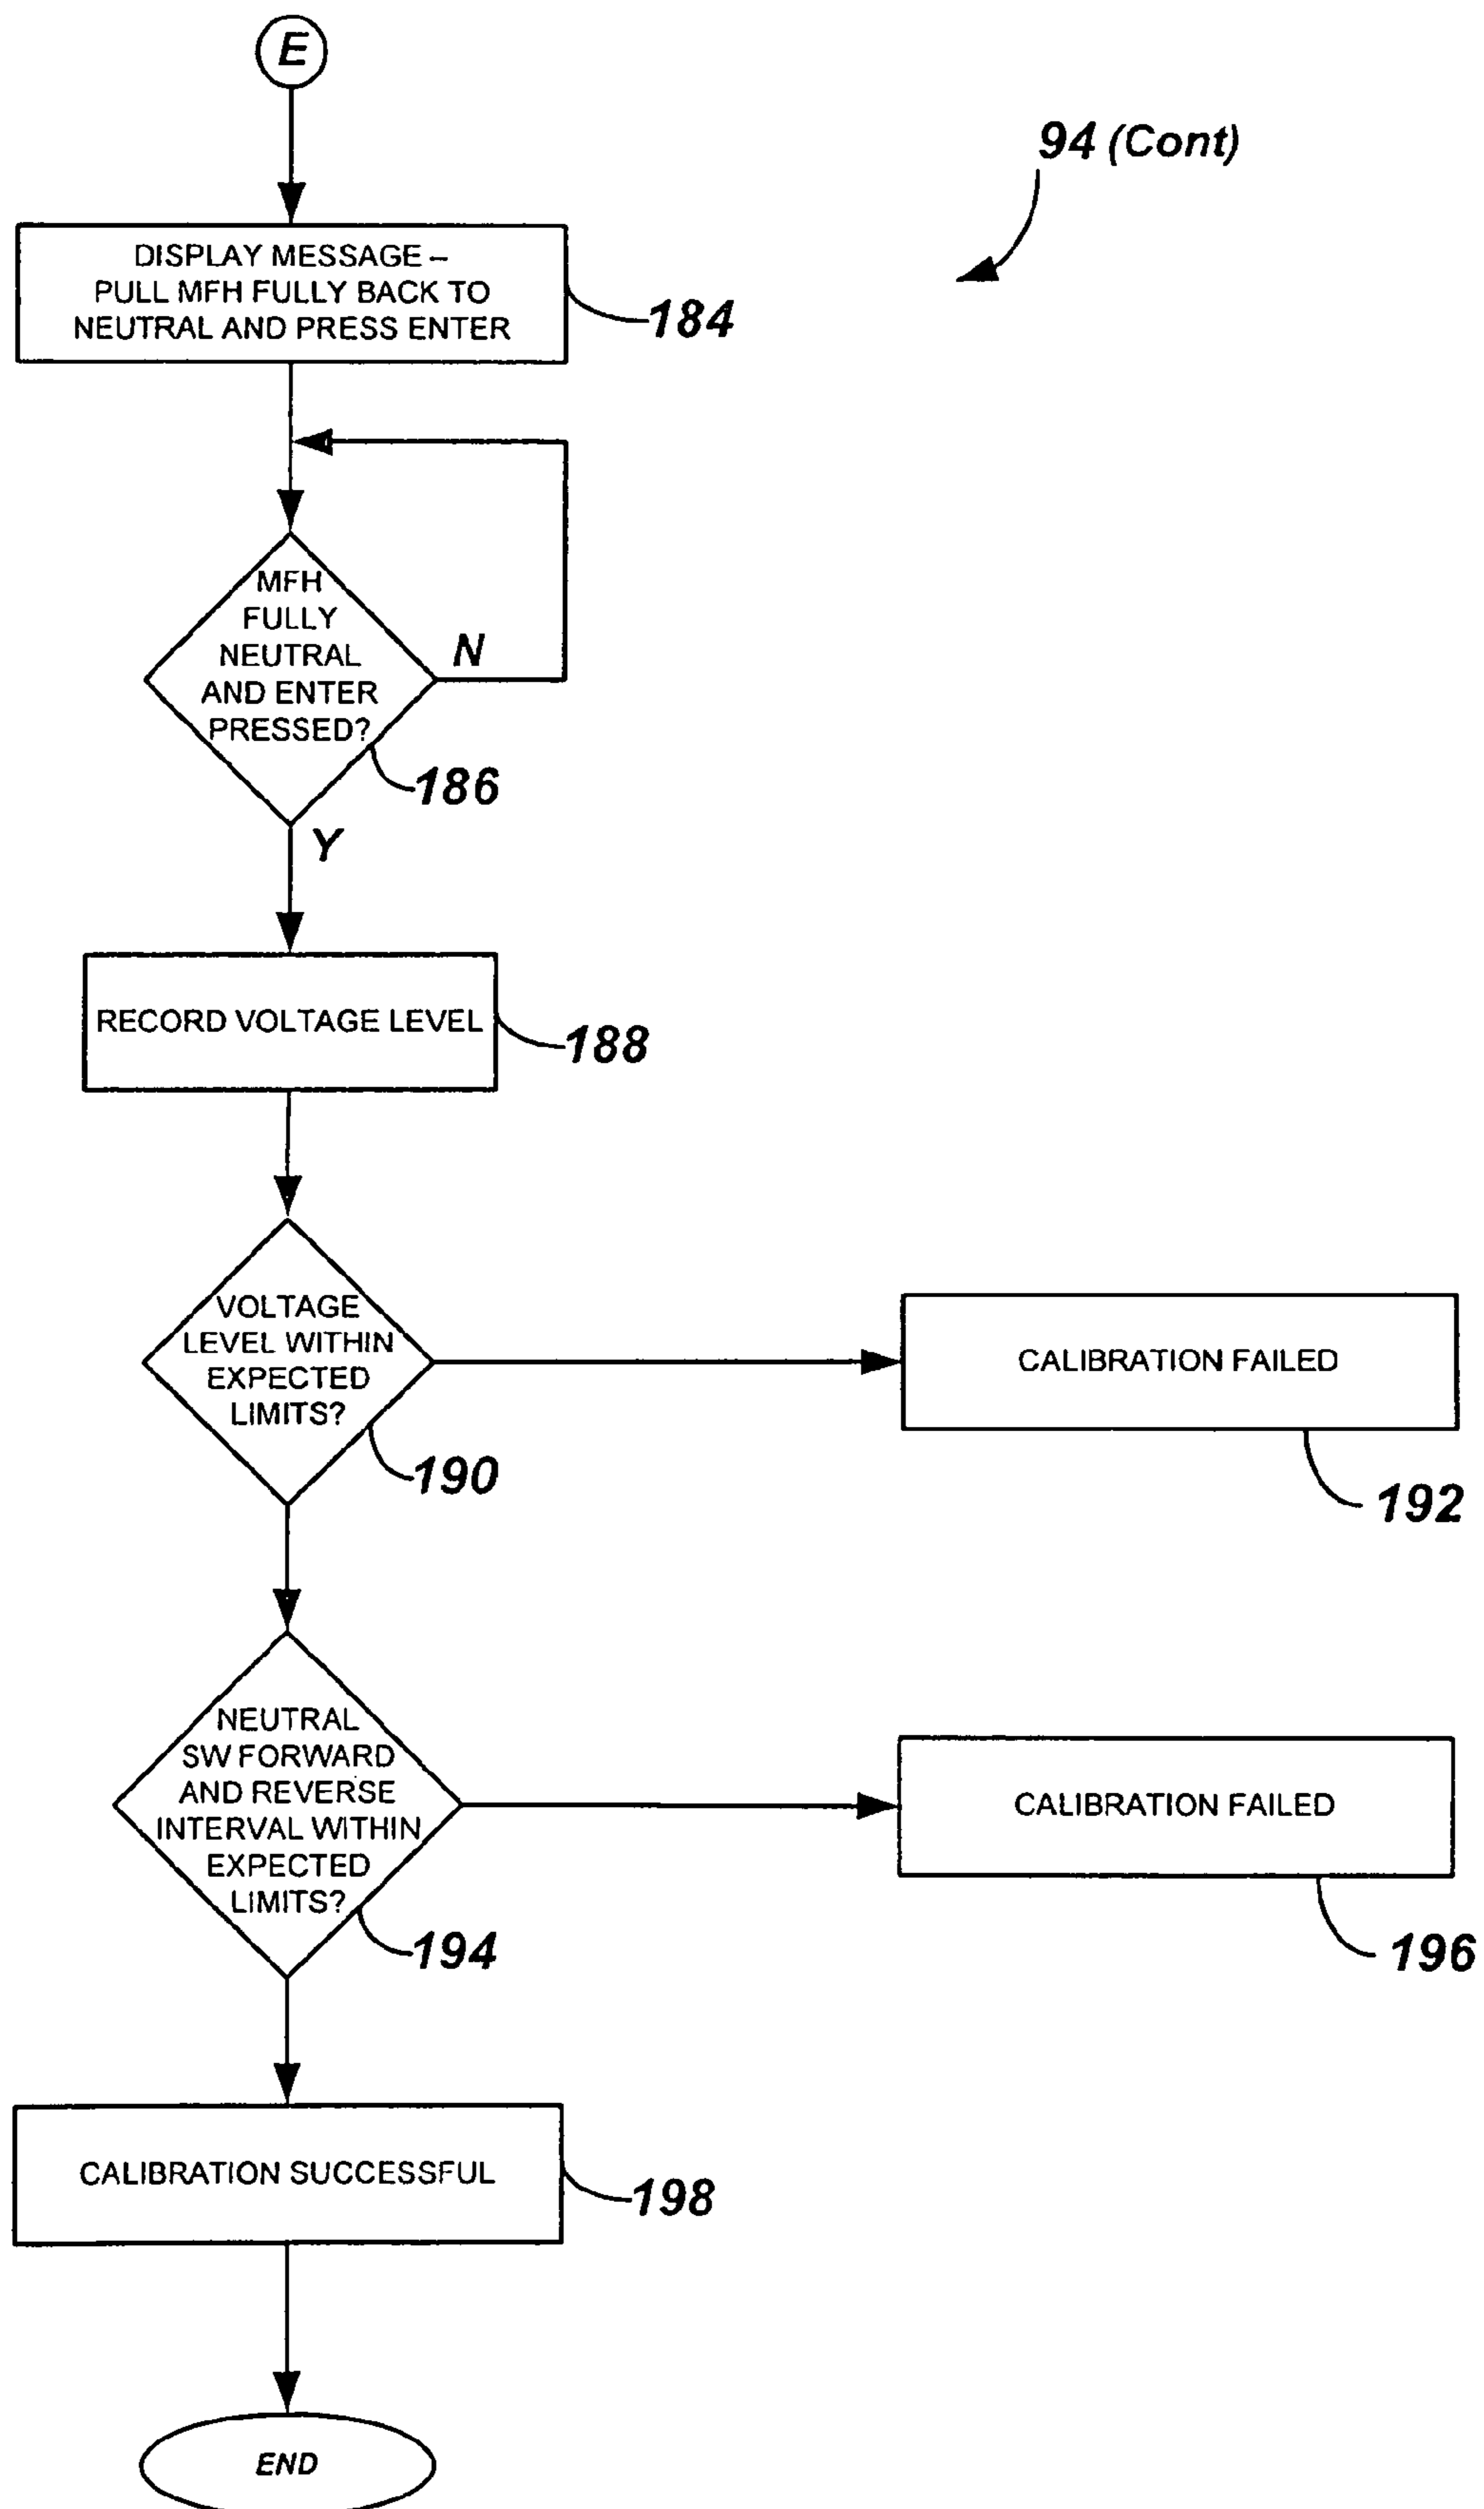 E
94 (Cont)
DISPLAY MESSAGE –
PULL MFH FULLY BACK TO
NEUTRAL AND PRESS ENTER
184
MFH
FULLY
NEUTRAL
AND ENTER
PRESSED?
N
186
Y
RECORD VOLTAGE LEVEL
188
VOLTAGE
LEVEL WITHIN
EXPECTED
LIMITS?
190
CALIBRATION FAILED
192
NEUTRAL
SW FORWARD
AND REVERSE
INTERVAL WITHIN
EXPECTED
LIMITS?
194
CALIBRATION FAILED
196
CALIBRATION SUCCESSFUL
198
END